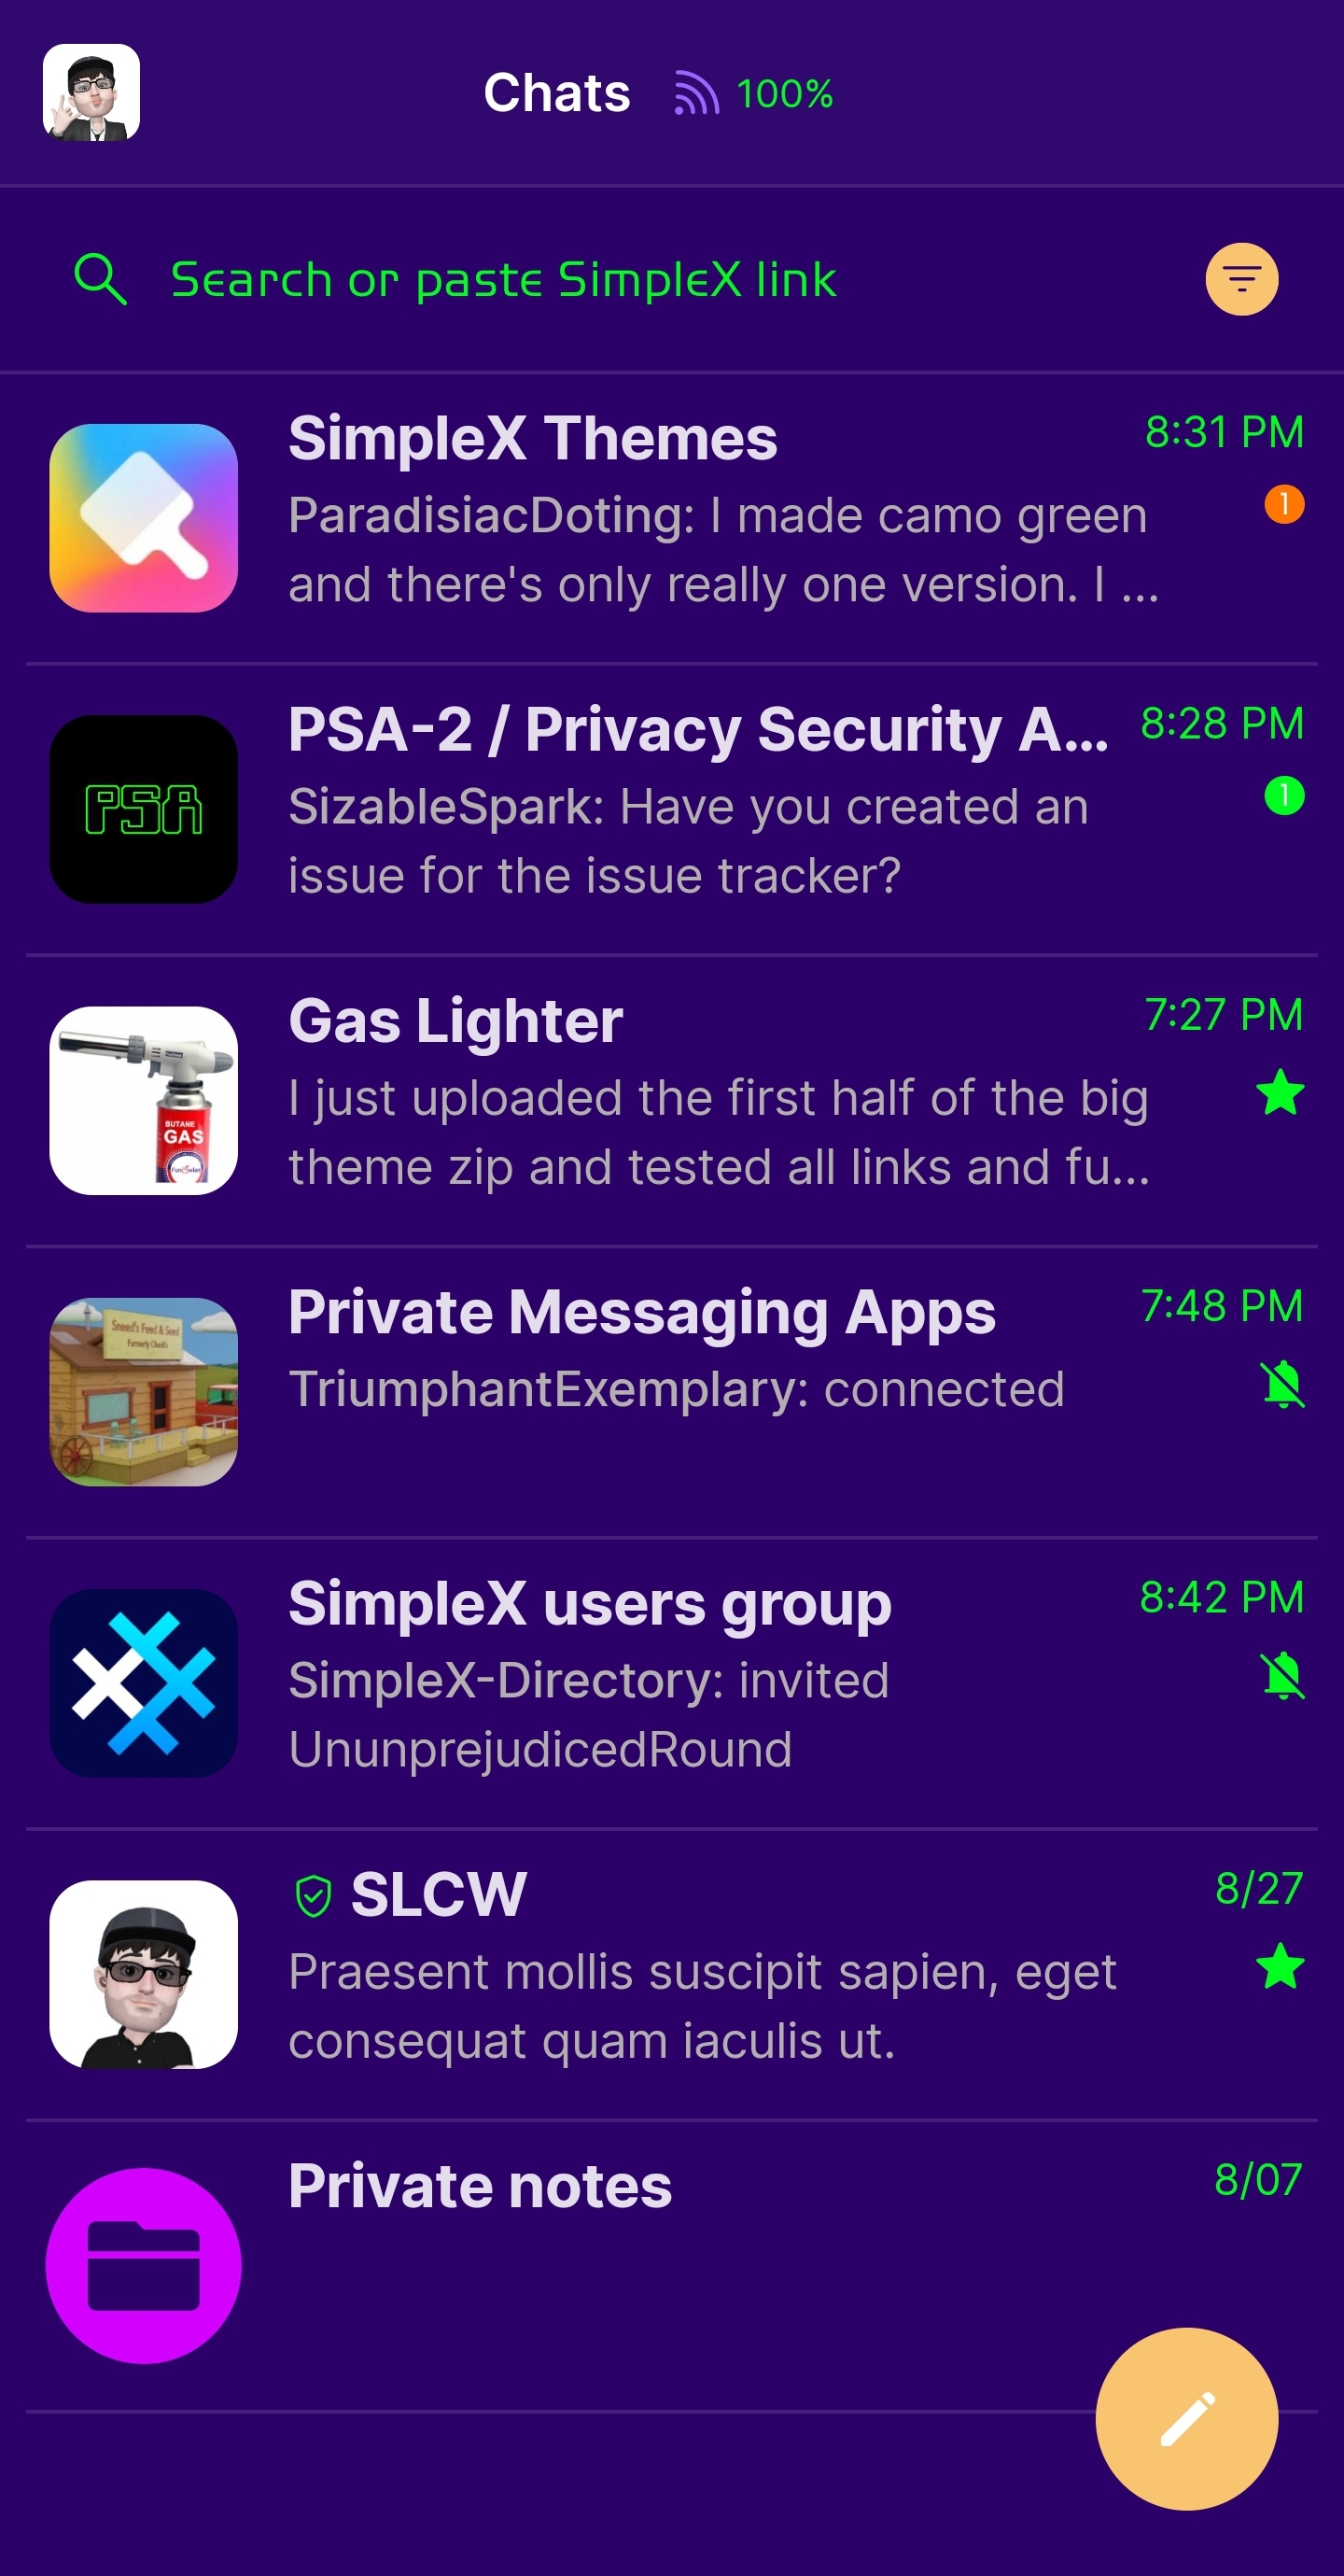 Chats 100%
Search or paste SimpleX link
SimpleX Themes 8:31 PM
ParadisiacDoting: I made camo green 1
and there's only really one version. I ...
PSA-2 / Privacy Security A... 8:28 PM
PSA
SizableSpark: Have you created an 1
issue for the issue tracker?
Gas Lighter 7:27 PM
I just uploaded the first half of the big
theme zip and tested all links and fu...
BUTANE
GAS
Private Messaging Apps 7:48 PM
Sneed's Feed & Seed
Formerly Chuck's
TriumphantExemplary: connected
SimpleX users group 8:42 PM
SimpleX-Directory: invited
UnunprejudicedRound
SLCW 8/27
Praesent mollis suscipit sapien, eget
consequat quam iaculis ut.
Private notes 8/07